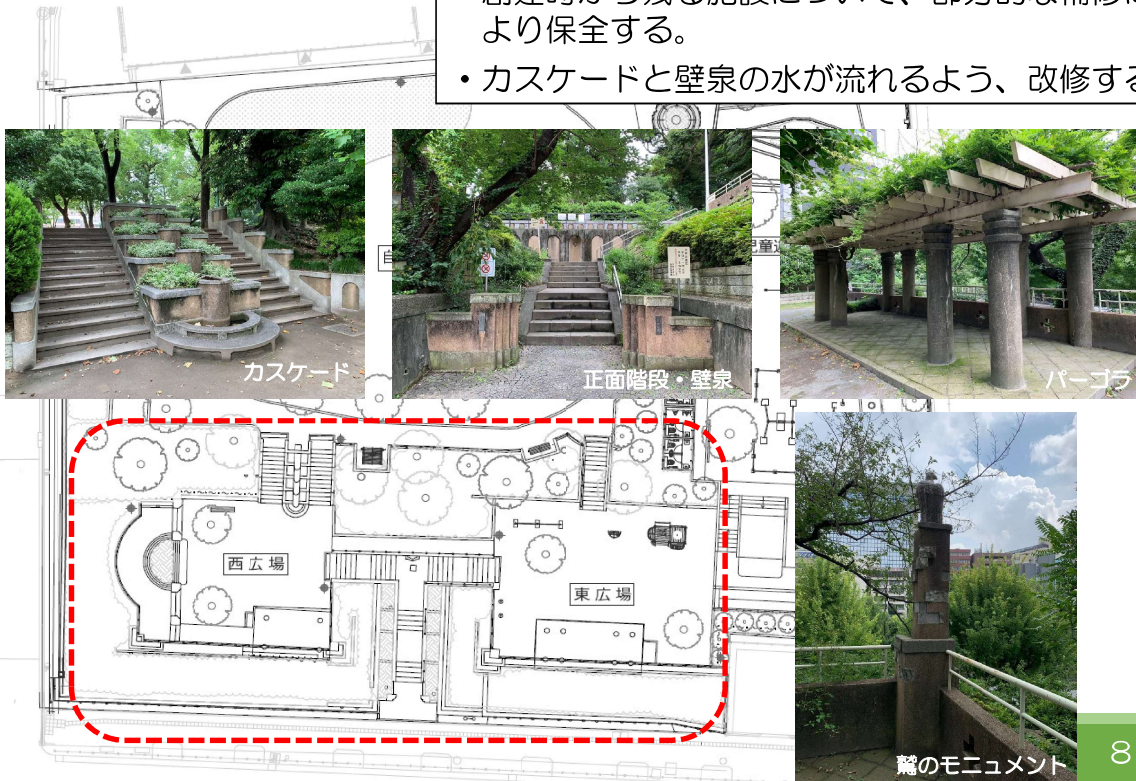 より保全する。
・カスケードと壁泉の水が流れるよう、改修する
カスケード
正面階段・壁泉
パーゴラ
西広場
東広場
鷲のモニュメント
8